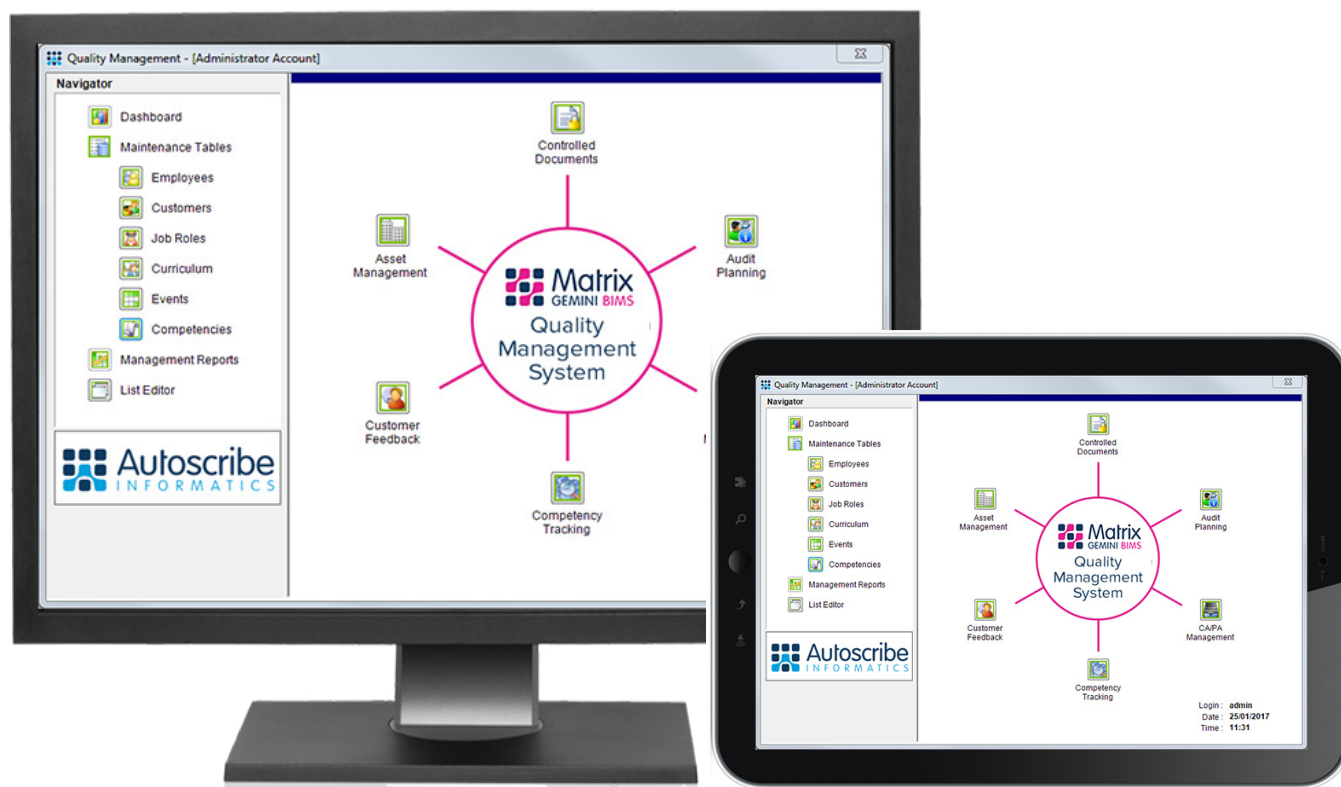 Quality Management - [Administrator Account]
Navigator
Dashboard
Maintenance Tables
Employees
Customers
Job Roles
Curriculum
Events
Competencies
Management Reports
List Editor
Autoscribe
INFORMATICS
Controlled
Documents
Asset
Management
Audit
Planning
Matrix
GEMINI BIMS
Quality
Management
System
Customer
Feedback
Competency
Tracking
Quality Management - [Administrator Account]
Navigator
Dashboard
Maintenance Tables
Employees
Customers
Job Roles
Curriculum
Events
Competencies
Management Reports
List Editor
Autoscribe
INFORMATICS
Controlled
Documents
Asset
Management
Audit
Planning
Matrix
GEMINI BIMS
Quality
Management
System
Customer
Feedback
CA/PA
Management
Competency
Tracking
Login : admin
Date : 25/01/2017
Time : 11:31